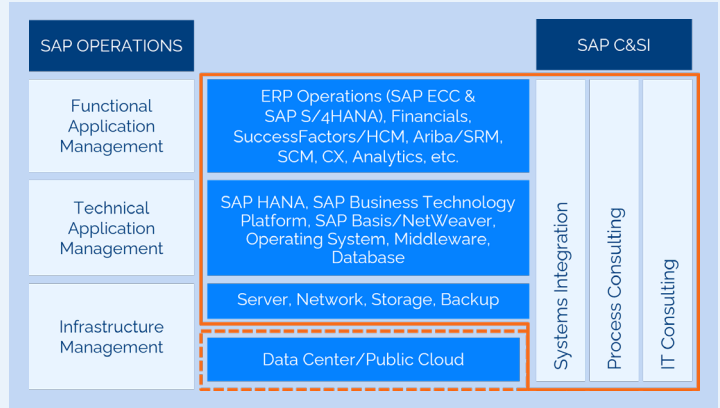 SAP OPERATIONS
SAP C&SI
Functional
Application
Management
ERP Operations (SAP ECC &
SAP S/4HANA), Financials,
SuccessFactors/HCM, Ariba/SRM,
SCM, CX, Analytics, etc.
Technical
Application
Management
SAP HANA, SAP Business Technology
Platform, SAP Basis/NetWeaver,
Operating System, Middleware,
Database
Infrastructure
Management
Server, Network, Storage, Backup
Data Center/Public Cloud
Systems Integration
Process Consulting
IT Consulting